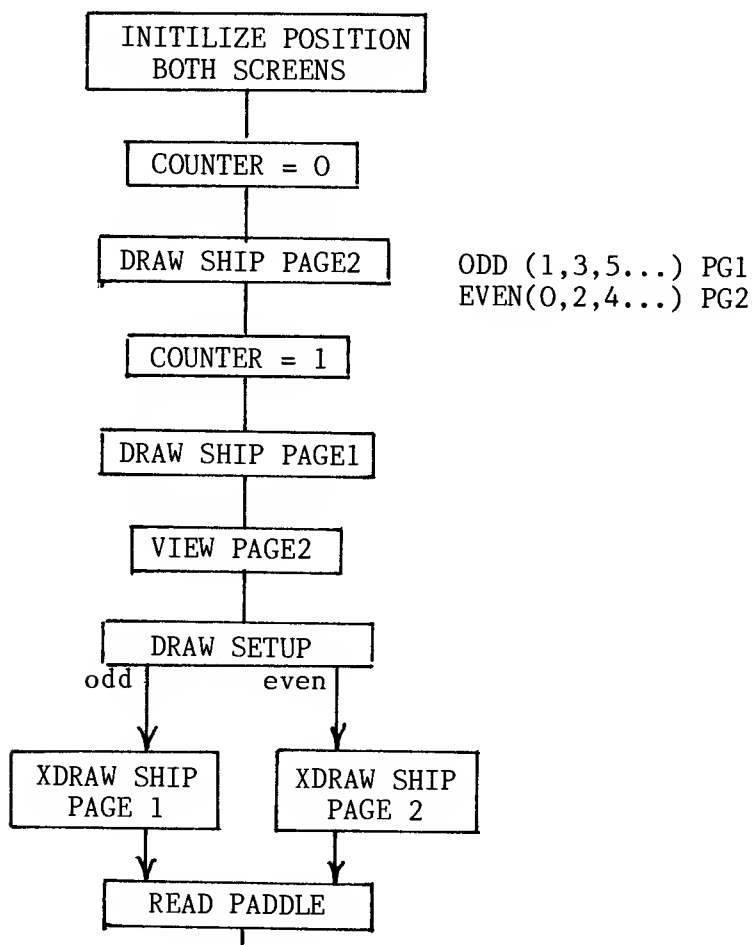 INITILIZE POSITION
BOTH SCREENS
COUNTER = 0
DRAW SHIP PAGE2
ODD (1,3,5...) PG1
EVEN(0,2,4...) PG2
COUNTER = 1
DRAW SHIP PAGE1
VIEW PAGE2
DRAW SETUP
odd even
XDRAW SHIP
PAGE 1
XDRAW SHIP
PAGE 2
READ PADDLE